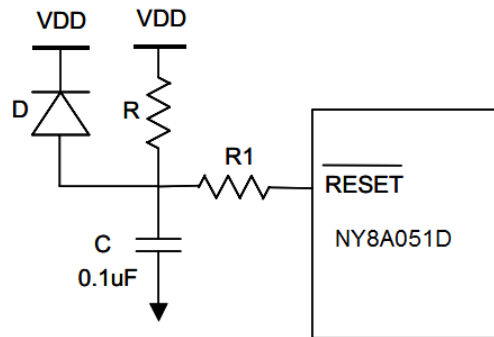 VDD
VDD
D
R
R1
RESET
NY8A051D
C
0.1uF